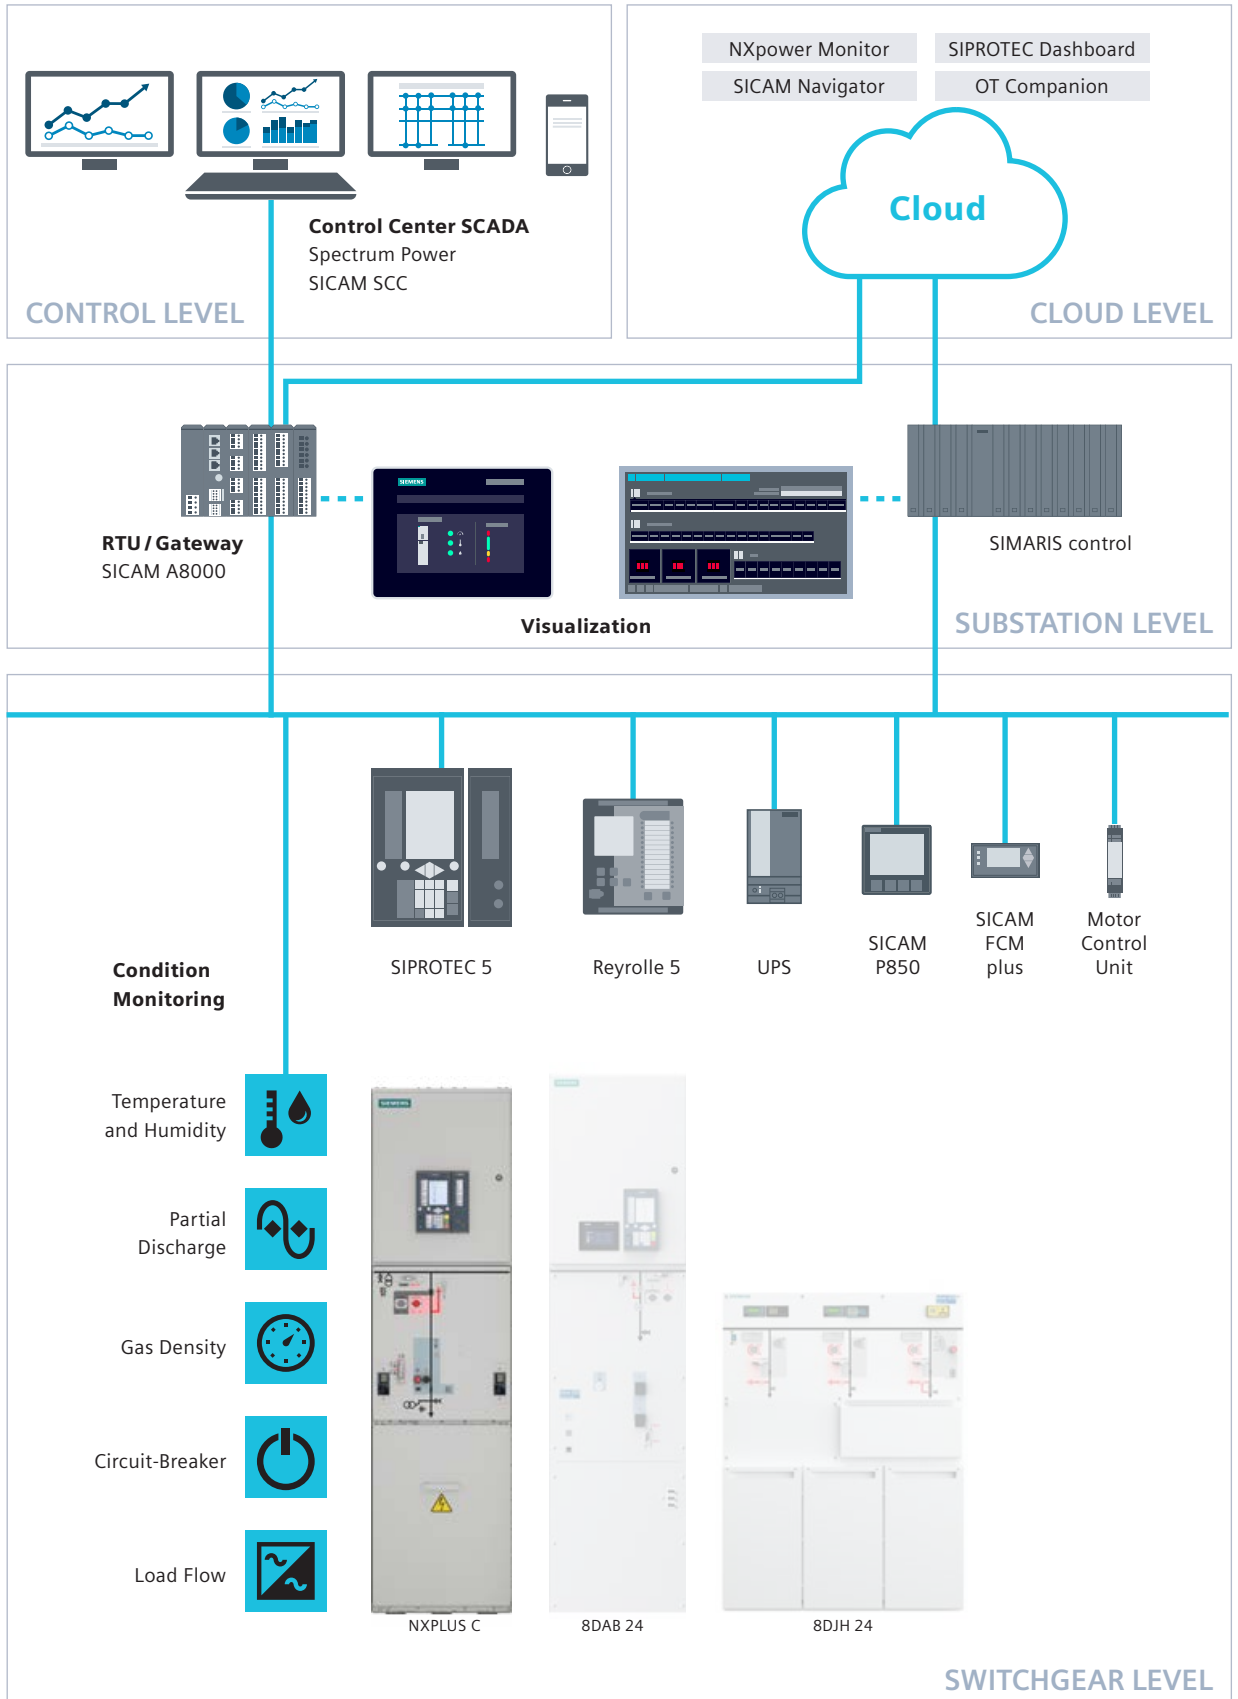 NXpower Monitor
SIPROTEC Dashboard
SICAM Navigator
OT Companion
Cloud
Control Center SCADA
Spectrum Power
SICAM SCC
CONTROL LEVEL
CLOUD LEVEL
SIEMENS
RTU / Gateway
SICAM A8000
SIMARIS control
Visualization
SUBSTATION LEVEL
SIPROTEC 5
Reyrolle 5
UPS
SICAM
P850
SICAM
FCM
plus
Motor
Control
Unit
Condition
Monitoring
Temperature
and Humidity
SIEMENS
Partial
Discharge
Gas Density
Circuit-Breaker
Load Flow
NXPLUS C
8DAB 24
8DJH 24
SWITCHGEAR LEVEL